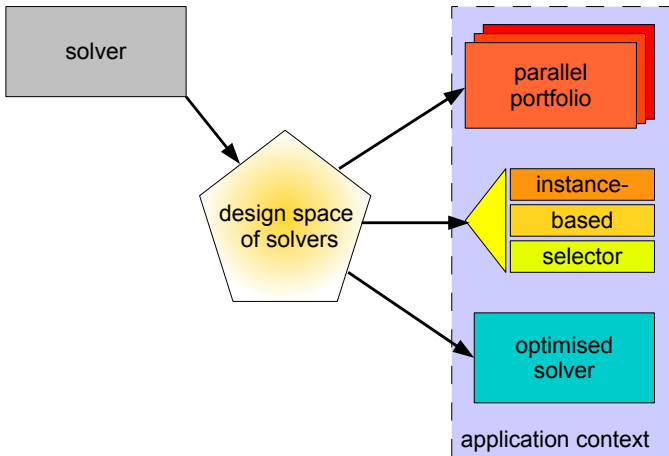 solver
design space
of solvers
parallel
portfolio
instance-
based
selector
optimised
solver
application context